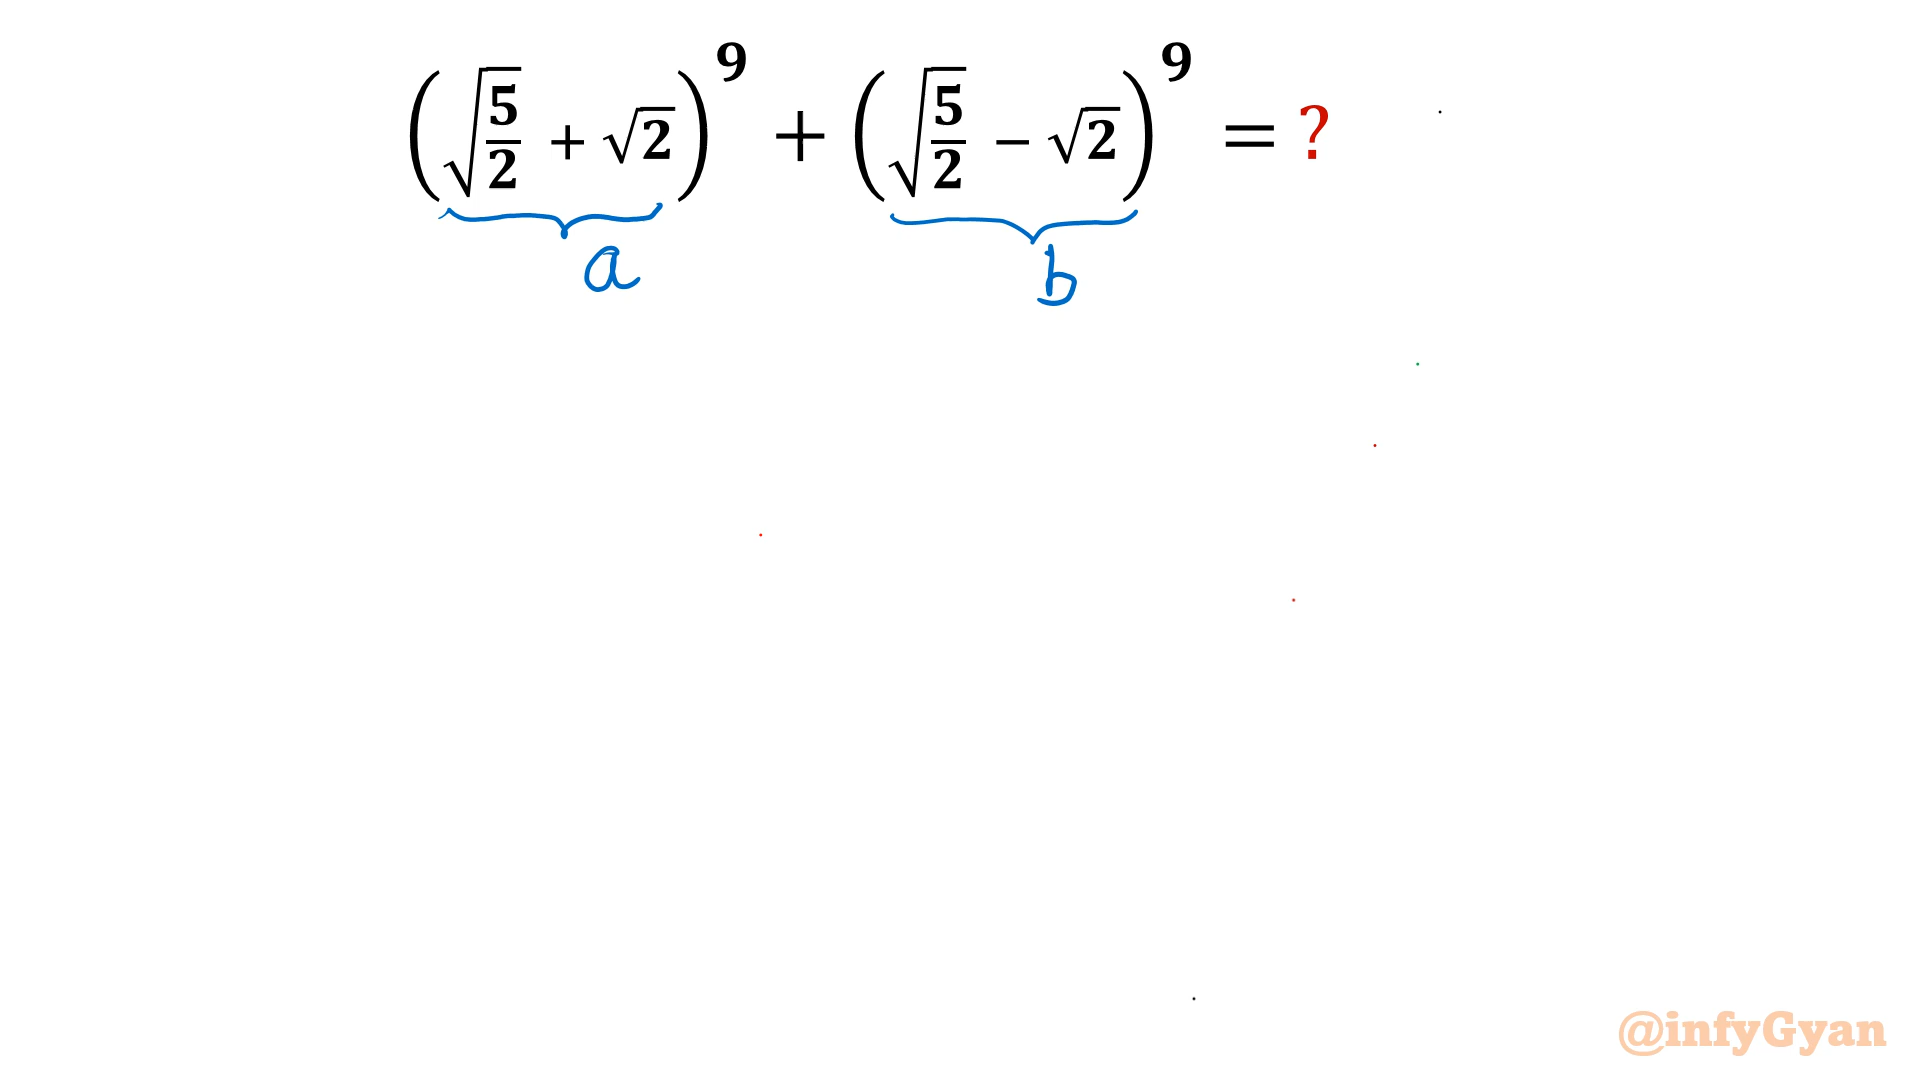 (√(5/2) + √2)⁹ + (√(5/2) − √2)⁹ = ?
a b
@infyGyan